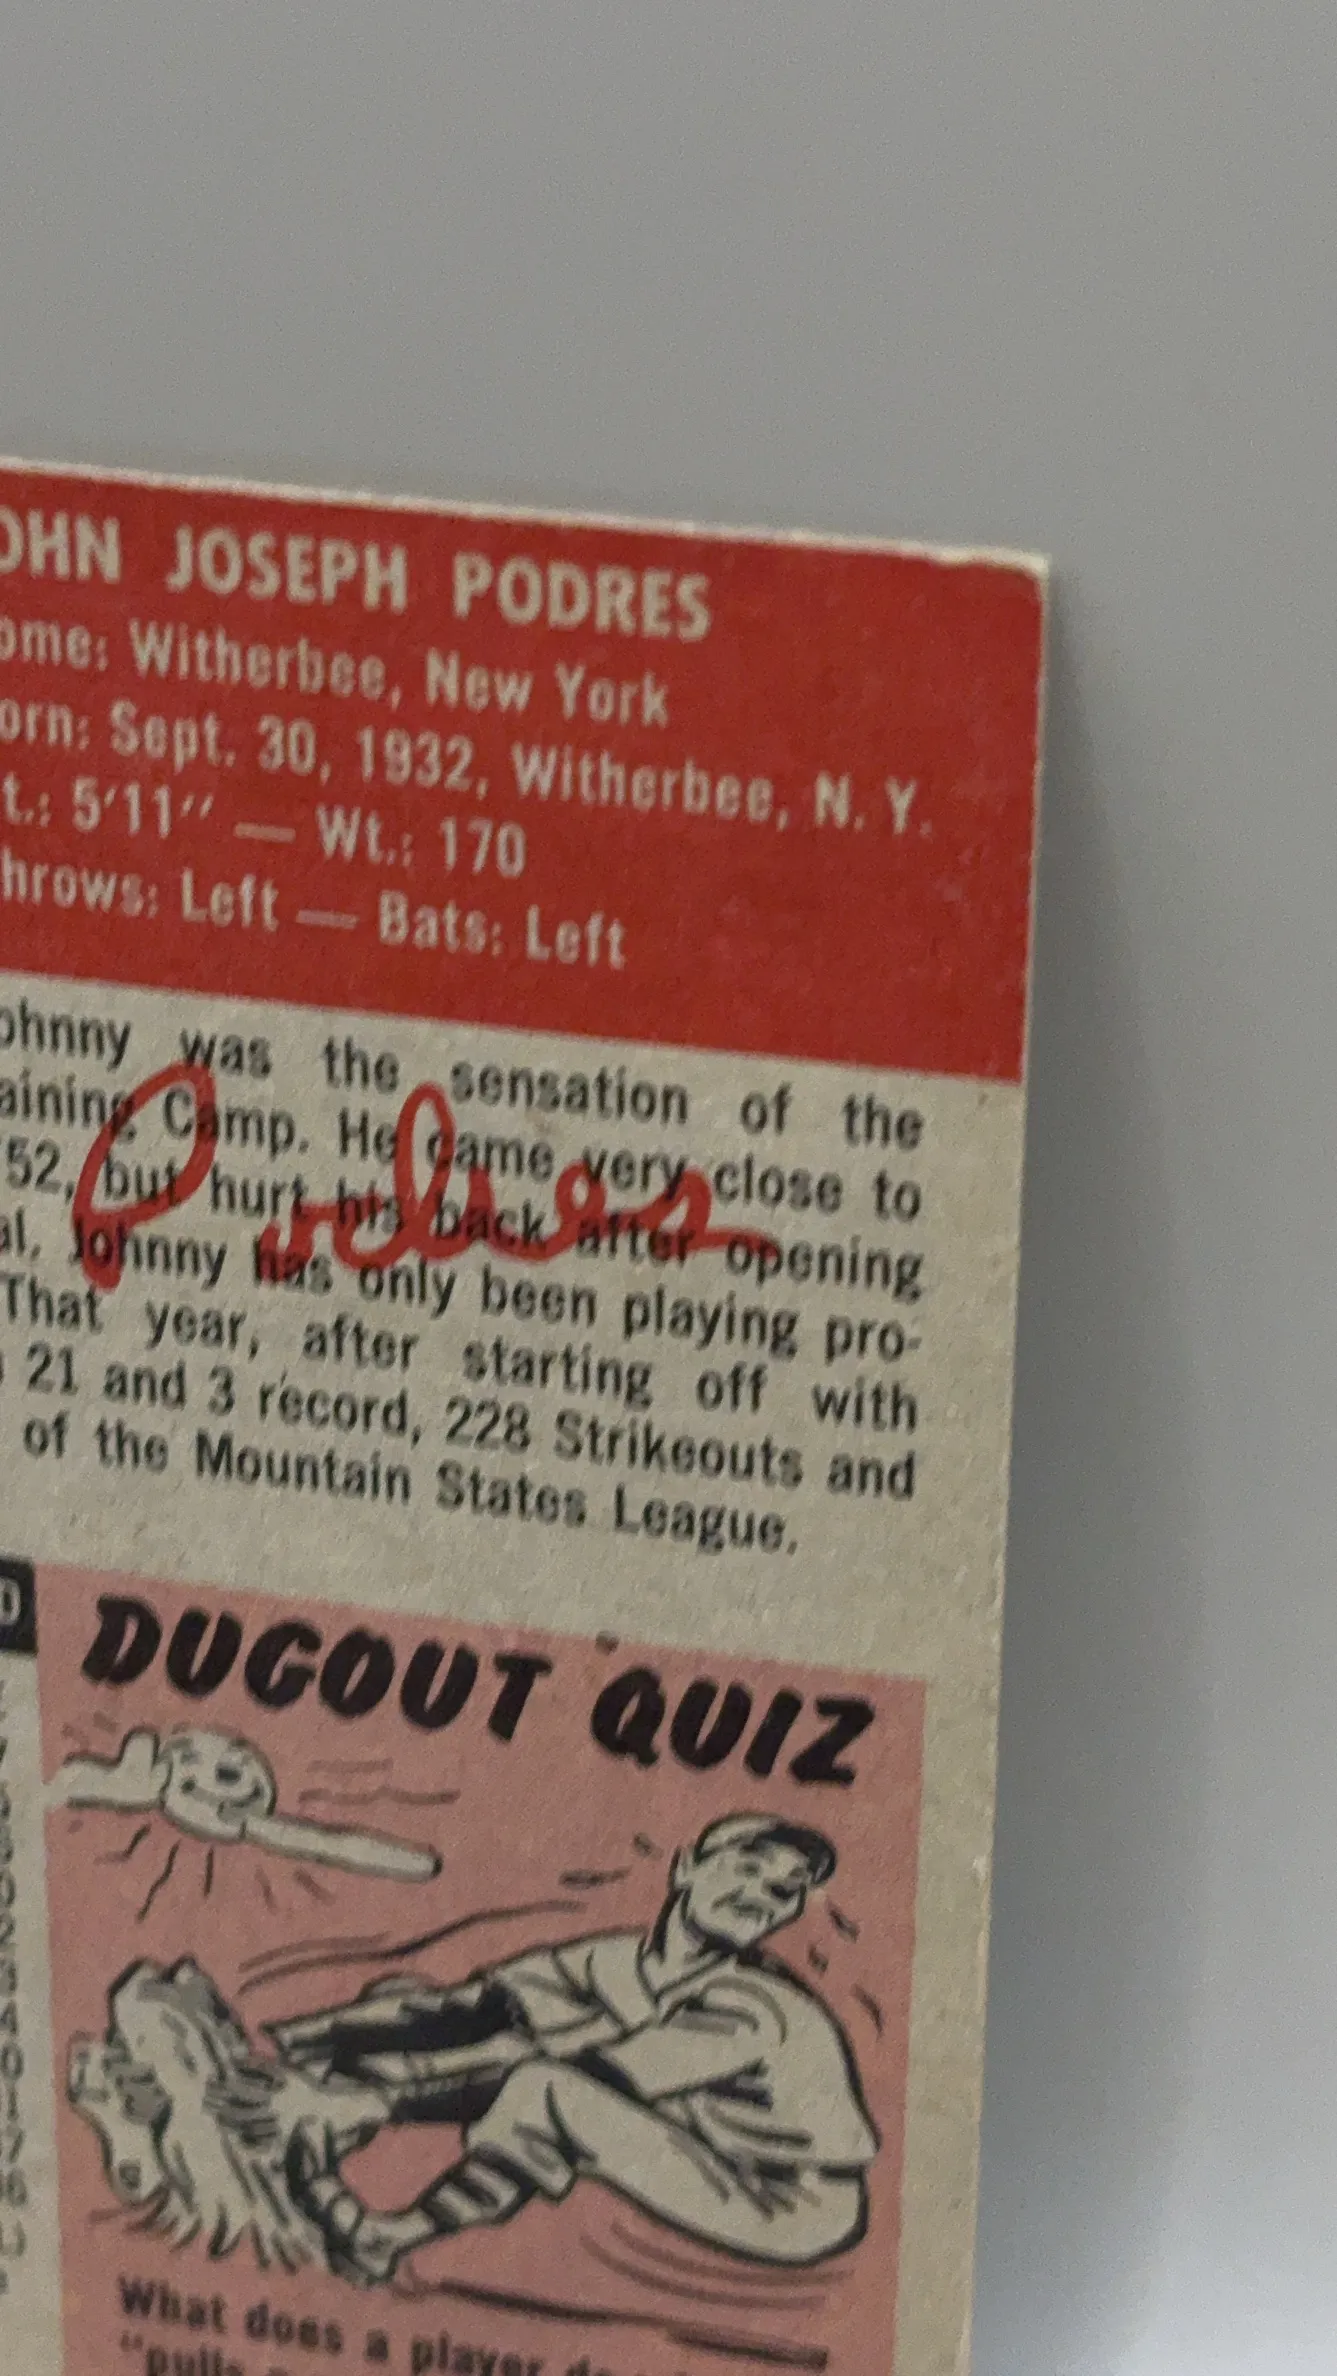 OHN JOSEPH PODRES
ome: Witherbee, New York
orn: Sept. 30, 1932, Witherbee, N. Y.
t.: 5'11" — Wt.: 170
hrows: Left — Bats: Left
ohnny was the sensation of the
aining Camp. He came very close to
'52, but hurt his back after opening
Podres
al. Johnny has only been playing pro-
That year, after starting off with
21 and 3 record, 228 Strikeouts and
of the Mountain States League.
DUGOUT QUIZ
What does a player
"pulls